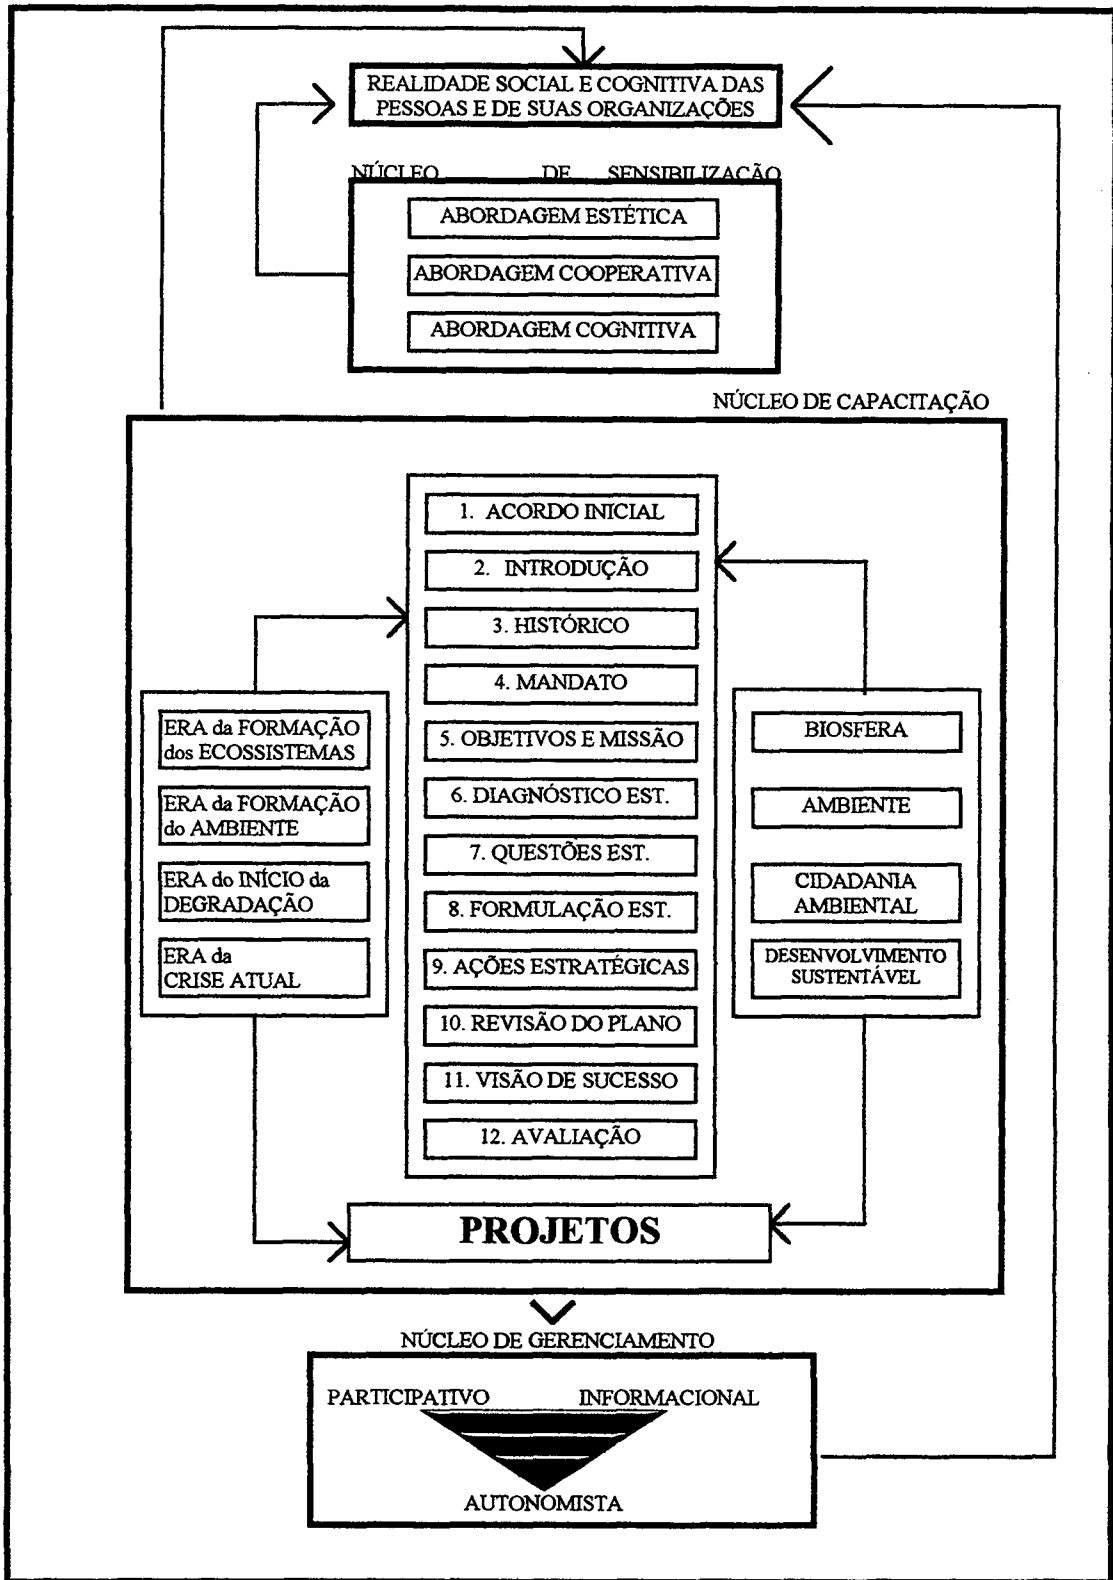 REALIDADE SOCIAL E COGNITIVA DAS
PESSOAS E DE SUAS ORGANIZAÇÕES
NÚCLEO DE SENSIBILIZAÇÃO
ABORDAGEM ESTÉTICA
ABORDAGEM COOPERATIVA
ABORDAGEM COGNITIVA
NÚCLEO DE CAPACITAÇÃO
1. ACORDO INICIAL
2. INTRODUÇÃO
3. HISTÓRICO
4. MANDATO
5. OBJETIVOS E MISSÃO
6. DIAGNÓSTICO EST.
7. QUESTÕES EST.
8. FORMULAÇÃO EST.
9. AÇÕES ESTRATÉGICAS
10. REVISÃO DO PLANO
11. VISÃO DE SUCESSO
12. AVALIAÇÃO
ERA da FORMAÇÃO
dos ECOSSISTEMAS
ERA da FORMAÇÃO
do AMBIENTE
ERA do INÍCIO da
DEGRADAÇÃO
ERA da
CRISE ATUAL
BIOSFERA
AMBIENTE
CIDADANIA
AMBIENTAL
DESENVOLVIMENTO
SUSTENTÁVEL
PROJETOS
NÚCLEO DE GERENCIAMENTO
PARTICIPATIVO INFORMACIONAL
AUTONOMISTA